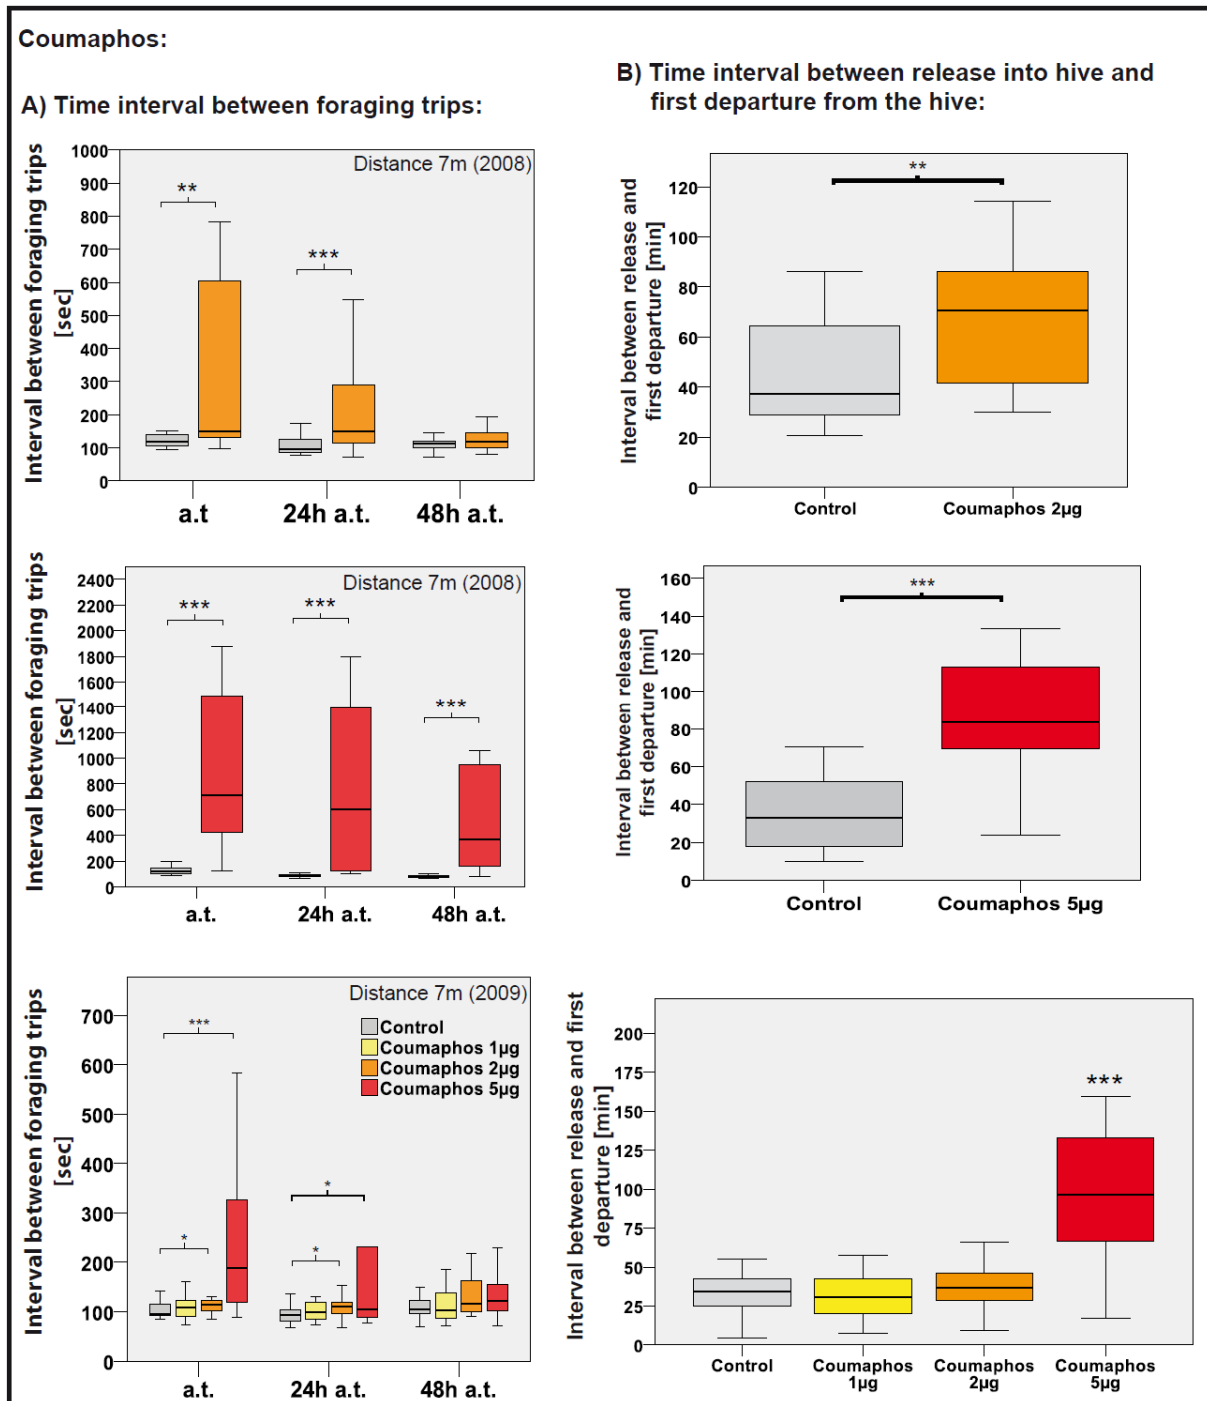 Coumaphos:
A) Time interval between foraging trips:
B) Time interval between release into hive and
first departure from the hive:
Interval between foraging trips
[sec]
1000
900
800
700
600
500
400
300
200
100
0
Distance 7m (2008)
**
***
a.t
24h a.t.
48h a.t.
Interval between release and
first departure [min]
120
100
80
60
40
20
0
**
Control
Coumaphos 2µg
Interval between foraging trips
[sec]
2400
2200
2000
1800
1600
1400
1200
1000
800
600
400
200
0
Distance 7m (2008)
***
***
***
a.t.
24h a.t.
48h a.t.
Interval between release and
first departure [min]
160
140
120
100
80
60
40
20
0
***
Control
Coumaphos 5µg
Interval between foraging trips
[sec]
700
600
500
400
300
200
100
0
Distance 7m (2009)
Control
Coumaphos 1µg
Coumaphos 2µg
Coumaphos 5µg
***
*
*
*
a.t.
24h a.t.
48h a.t.
Interval between release and first
departure [min]
200
175
150
125
100
75
50
25
0
***
Control
Coumaphos
1µg
Coumaphos
2µg
Coumaphos
5µg